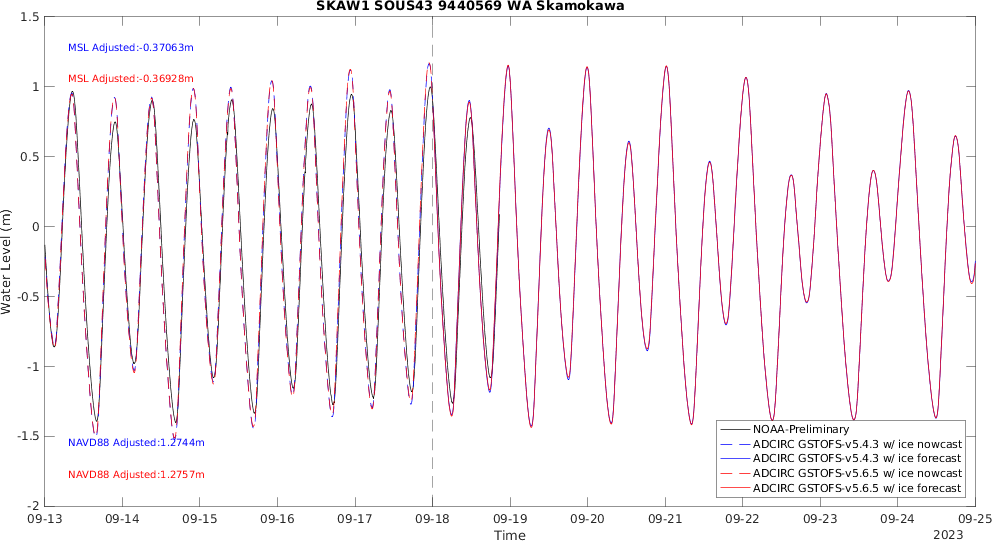 SKAW1 SOUS43 9440569 WA Skamokawa
1.5
1
0.5
0
-0.5
-1
-1.5
-2
Water Level (m)
MSL Adjusted:-0.37063m
MSL Adjusted:-0.36928m
NAVD88 Adjusted:1.2744m
NAVD88 Adjusted:1.2757m
NOAA-Preliminary
ADCIRC GSTOFS-v5.4.3 w/ ice nowcast
ADCIRC GSTOFS-v5.4.3 w/ ice forecast
ADCIRC GSTOFS-v5.6.5 w/ ice nowcast
ADCIRC GSTOFS-v5.6.5 w/ ice forecast
09-13 09-14 09-15 09-16 09-17 09-18 09-19 09-20 09-21 09-22 09-23 09-24 09-25
Time
2023